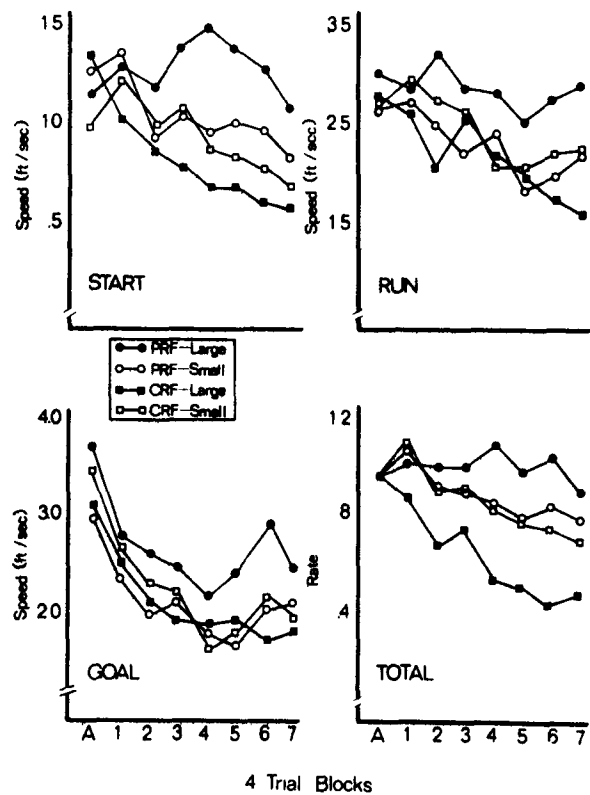 15
10
.5
Speed (ft/sec)
START
35
25
15
Speed (ft/sec)
RUN
PRF-Large
PRF-Small
CRF-Large
CRF-Small
4.0
3.0
2.0
Speed (ft/sec)
GOAL
A 1 2 3 4 5 6 7
12
8
.4
Rate
TOTAL
A 1 2 3 4 5 6 7
4 Trial Blocks